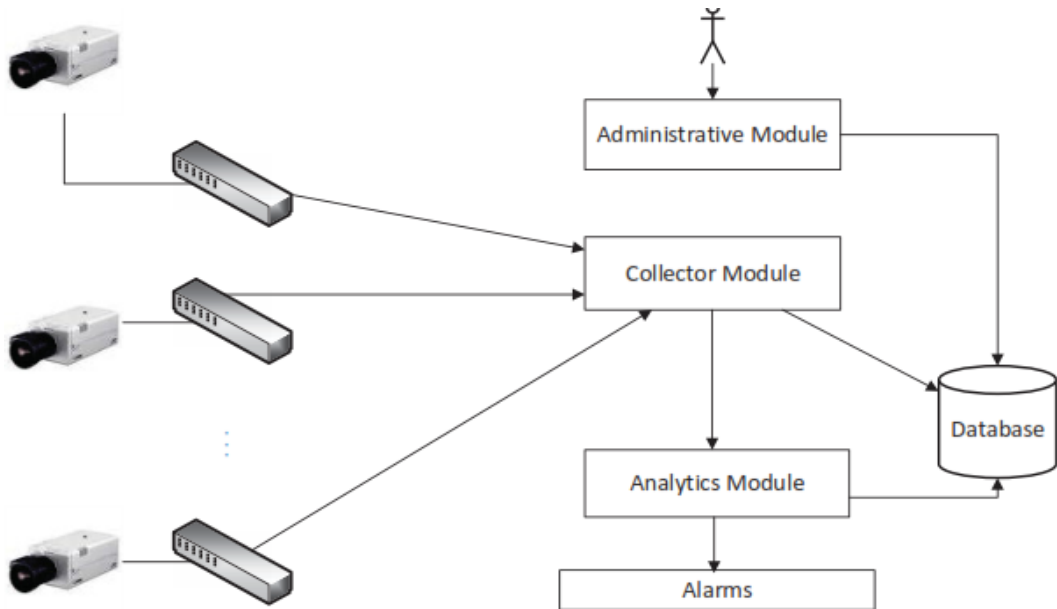 Administrative Module
Collector Module
Database
Analytics Module
Alarms